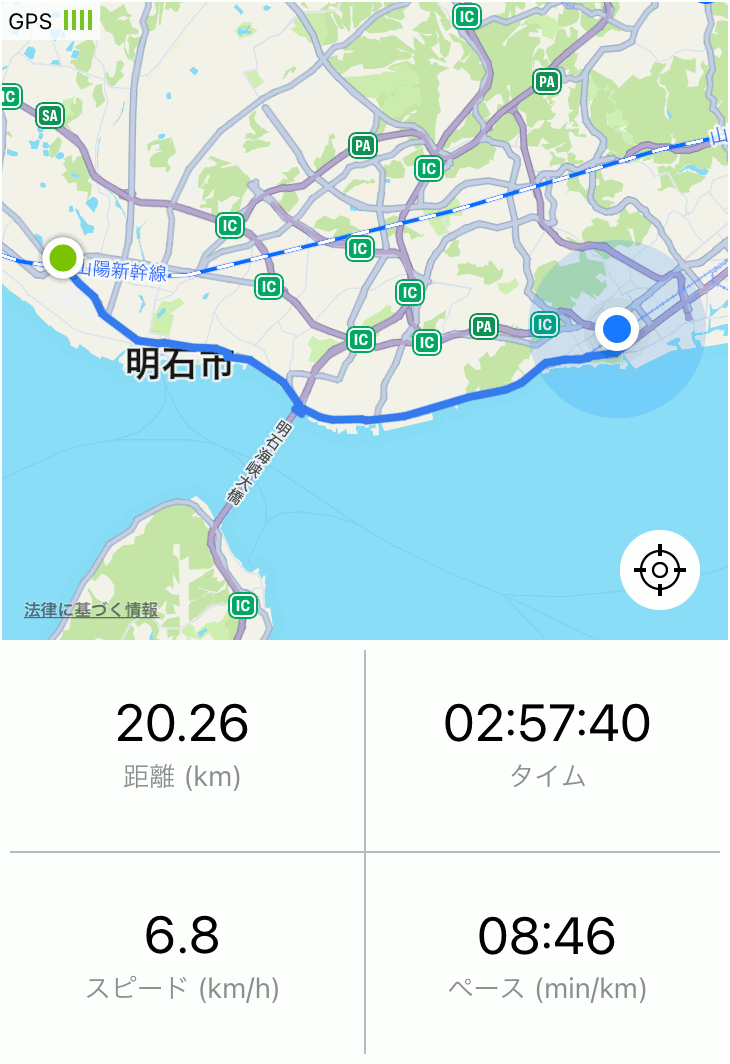 GPS
IC
PA
IC
SA
PA
IC
IC
IC
山陽新幹線
山
IC
IC
IC
PA
IC
IC
明石市
明石海峡大橋
IC
法律に基づく情報
20.26
距離 (km)
02:57:40
タイム
6.8
スピード (km/h)
08:46
ペース (min/km)